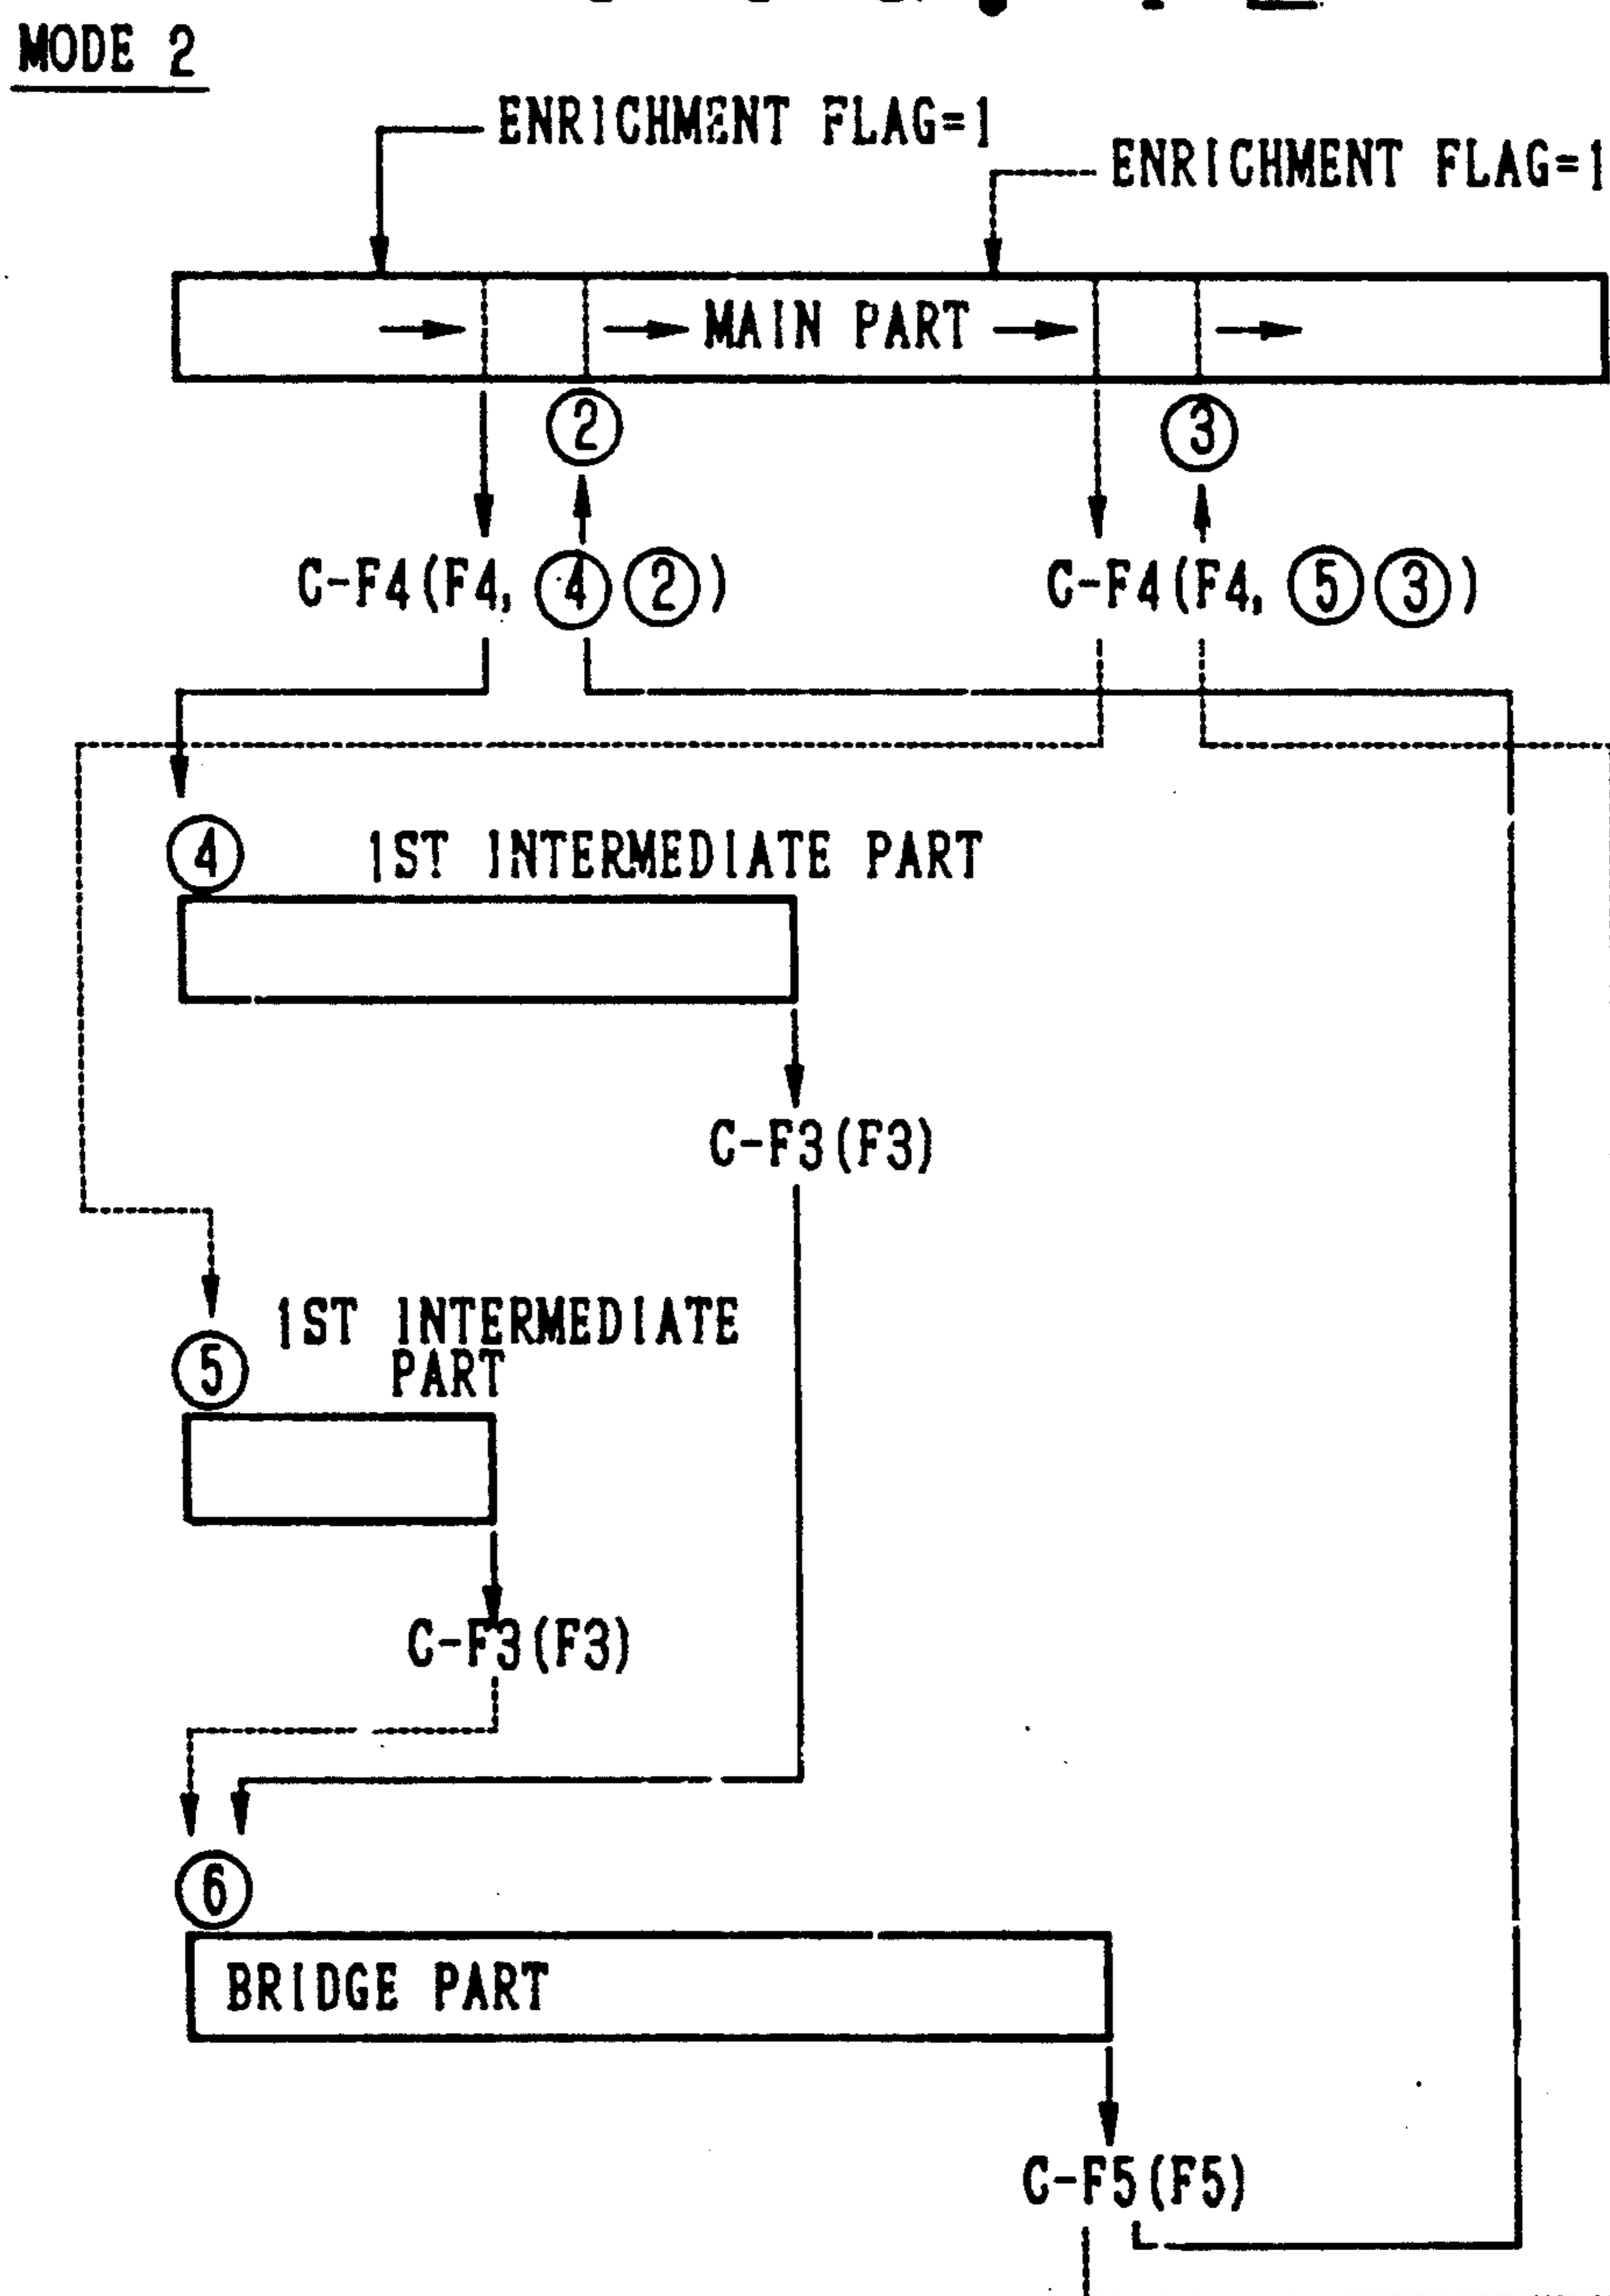 MODE 2
ENRICHMENT FLAG=1
ENRICHMENT FLAG=1
MAIN PART
② ③
C-F4(F4, ④②) C-F4(F4, ⑤③)
④ 1ST INTERMEDIATE PART
C-F3(F3)
⑤ 1ST INTERMEDIATE
PART
C-F3(F3)
⑥
BRIDGE PART
C-F5(F5)